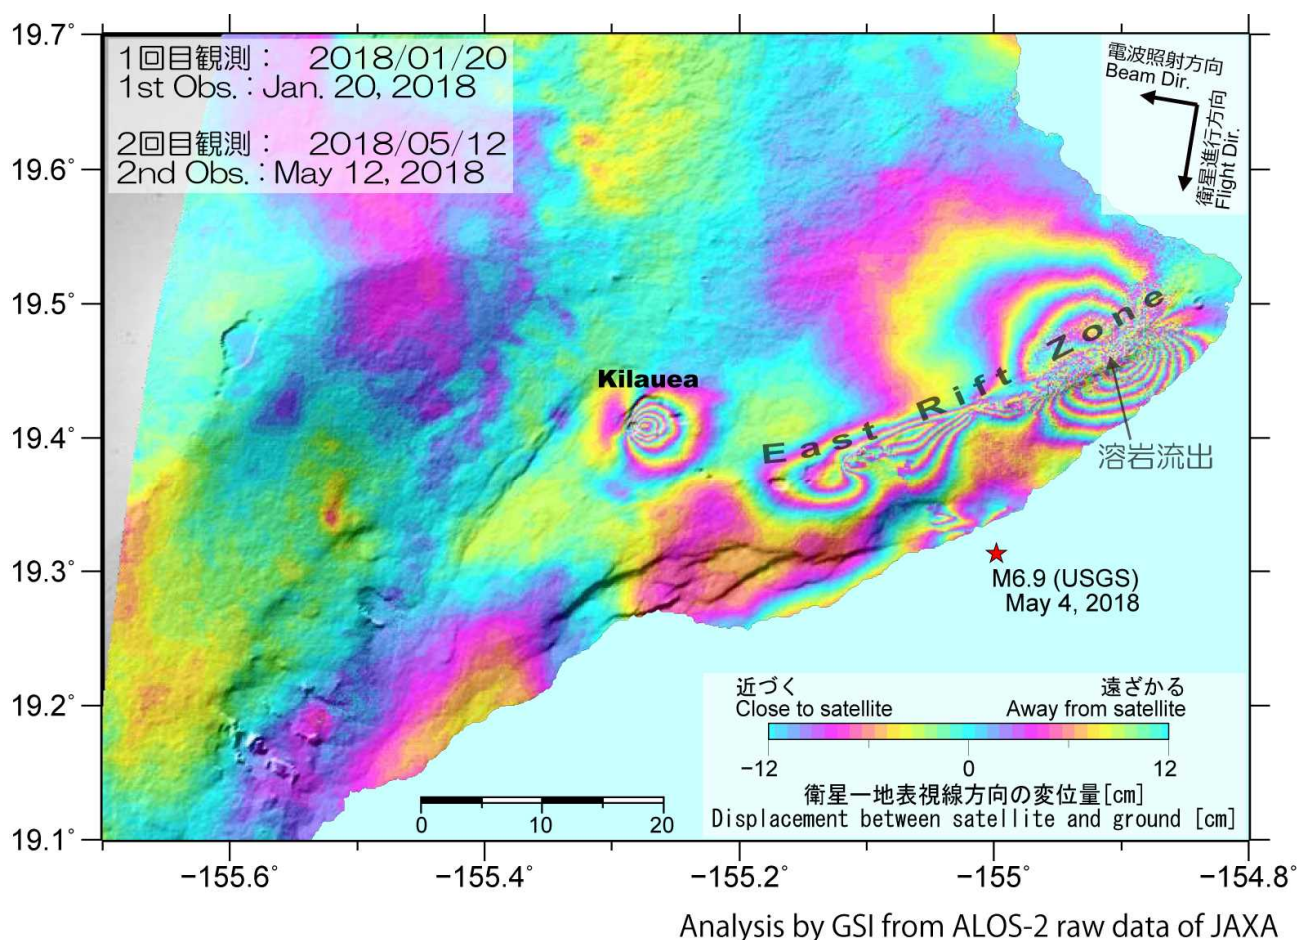 1回目観測： 2018/01/20
1st Obs. : Jan. 20, 2018
2回目観測： 2018/05/12
2nd Obs. : May 12, 2018
電波照射方向
Beam Dir.
衛星進行方向
Flight Dir.
19.7°
19.6°
19.5°
19.4°
19.3°
19.2°
19.1°
Kilauea
East Rift Zone
溶岩流出
M6.9 (USGS)
May 4, 2018
近づく 遠ざかる
Close to satellite Away from satellite
−12 0 12
衛星ー地表視線方向の変位量[cm]
Displacement between satellite and ground [cm]
0 10 20
−155.6° −155.4° −155.2° −155° −154.8°
Analysis by GSI from ALOS-2 raw data of JAXA